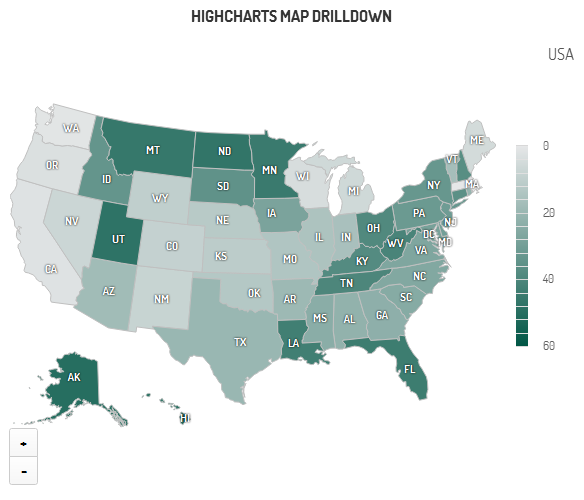 HIGHCHARTS MAP DRILLDOWN
USA
WA
OR
CA
NV
ID
MT
WY
UT
AZ
CO
NM
ND
SD
NE
KS
OK
TX
MN
IA
MO
AR
LA
WI
IL
MI
IN
OH
KY
TN
MS
AL
GA
FL
SC
NC
VA
WV
DC
MD
NJ
PA
NY
VT
MA
ME
AK
HI
0
20
40
60
+
-